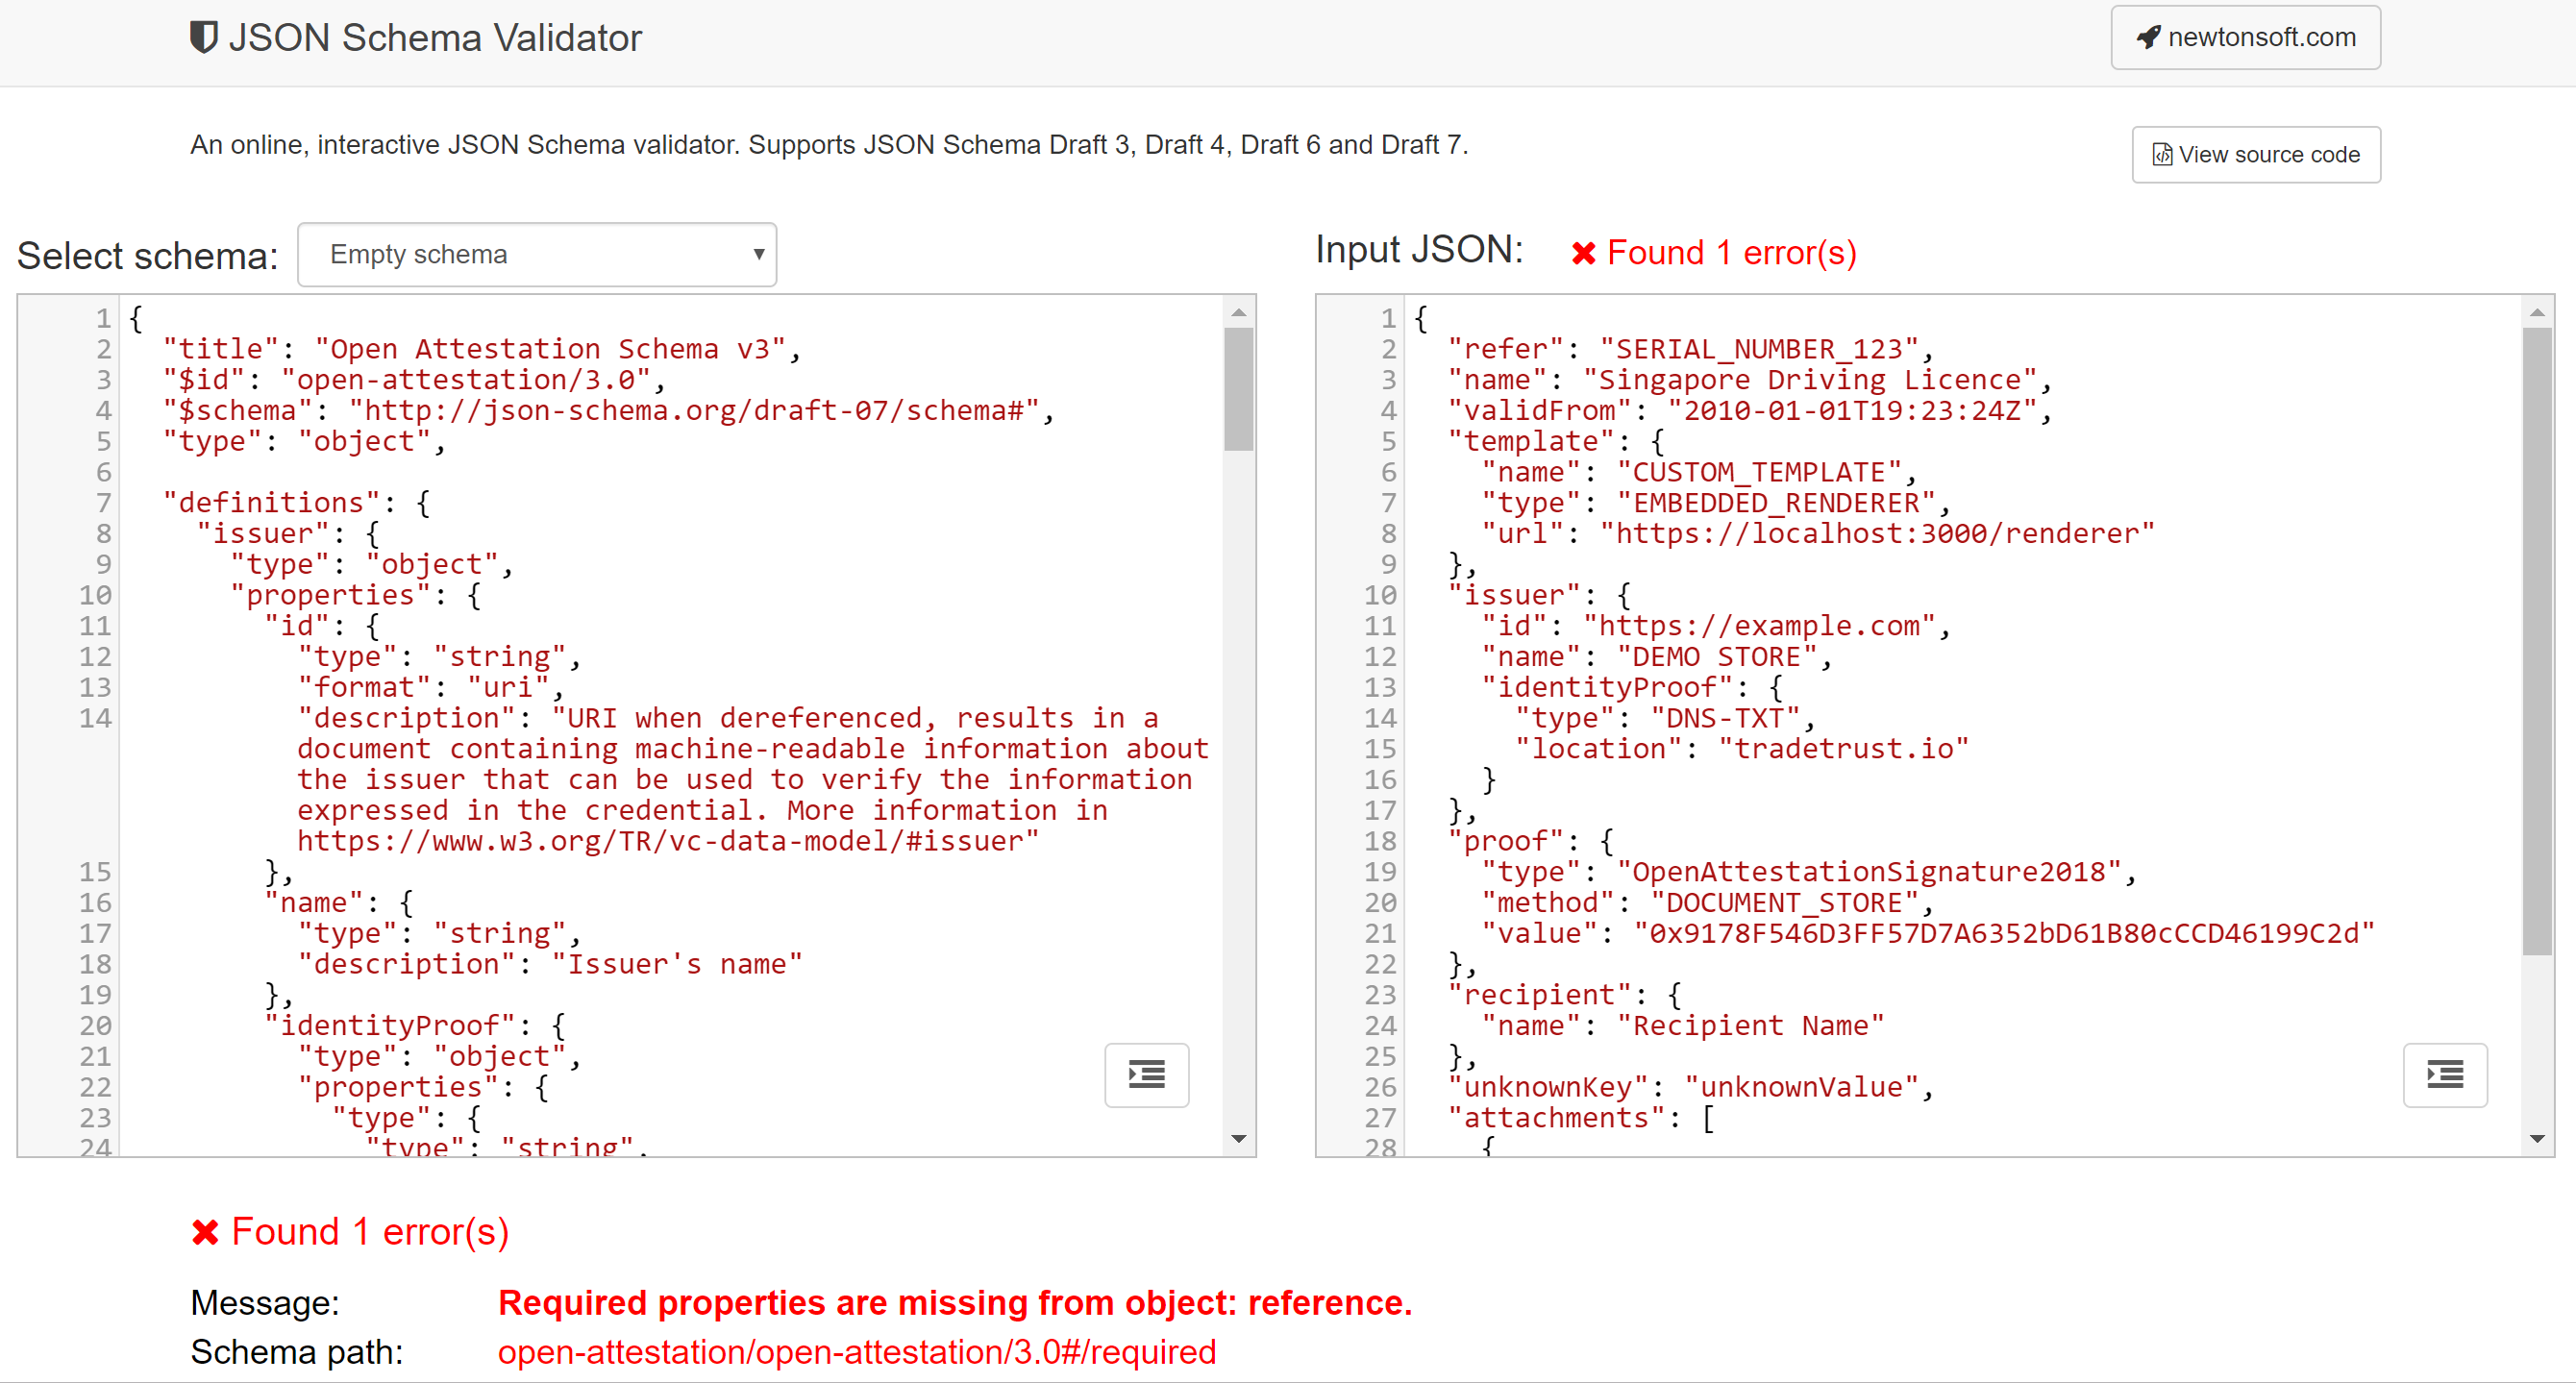 JSON Schema Validator
newtonsoft.com
An online, interactive JSON Schema validator. Supports JSON Schema Draft 3, Draft 4, Draft 6 and Draft 7.
View source code
Select schema: Empty schema
1 {
2 "title": "Open Attestation Schema v3",
3 "$id": "open-attestation/3.0",
4 "$schema": "http://json-schema.org/draft-07/schema#",
5 "type": "object",
6
7 "definitions": {
8 "issuer": {
9 "type": "object",
10 "properties": {
11 "id": {
12 "type": "string",
13 "format": "uri",
14 "description": "URI when dereferenced, results in a
document containing machine-readable information about
the issuer that can be used to verify the information
expressed in the credential. More information in
https://www.w3.org/TR/vc-data-model/#issuer"
15 },
16 "name": {
17 "type": "string",
18 "description": "Issuer's name"
19 },
20 "identityProof": {
21 "type": "object",
22 "properties": {
23 "type": {
24 "type": "string",
Input JSON: Found 1 error(s)
1 {
2 "refer": "SERIAL_NUMBER_123",
3 "name": "Singapore Driving Licence",
4 "validFrom": "2010-01-01T19:23:24Z",
5 "template": {
6 "name": "CUSTOM_TEMPLATE",
7 "type": "EMBEDDED_RENDERER",
8 "url": "https://localhost:3000/renderer"
9 },
10 "issuer": {
11 "id": "https://example.com",
12 "name": "DEMO STORE",
13 "identityProof": {
14 "type": "DNS-TXT",
15 "location": "tradetrust.io"
16 }
17 },
18 "proof": {
19 "type": "OpenAttestationSignature2018",
20 "method": "DOCUMENT_STORE",
21 "value": "0x9178F546D3FF57D7A6352bD61B80cCCD46199C2d"
22 },
23 "recipient": {
24 "name": "Recipient Name"
25 },
26 "unknownKey": "unknownValue",
27 "attachments": [
28 {
Found 1 error(s)
Message: Required properties are missing from object: reference.
Schema path: open-attestation/open-attestation/3.0#/required